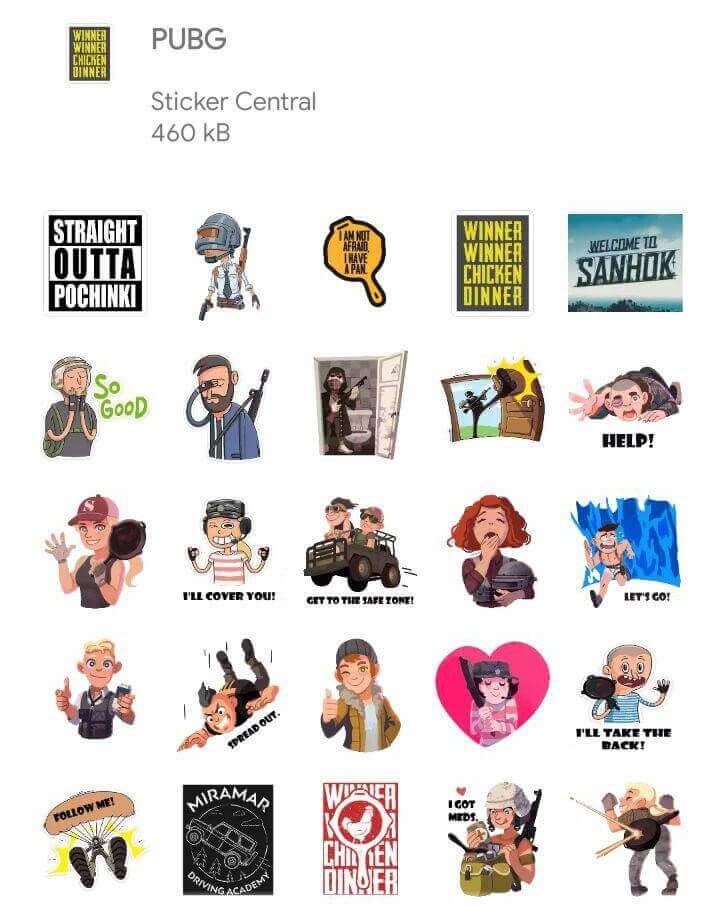 WINNER
WINNER
CHICKEN
DINNER
PUBG
Sticker Central
460 kB
STRAIGHT
OUTTA
POCHINKI
I AM NOT
AFRAID,
I HAVE
A PAN.
WINNER
WINNER
CHICKEN
DINNER
WELCOME TO
SANHOK
SO
GOOD
HELP!
S
I'LL COVER YOU!
GET TO THE SAFE ZONE!
LET'S GO!
SPREAD OUT.
I'LL TAKE THE
BACK!
FOLLOW ME!
MIRAMAR
DRIVING ACADEMY
WINNER
WINNER
CHICKEN
DINNER
I GOT
MEDS.